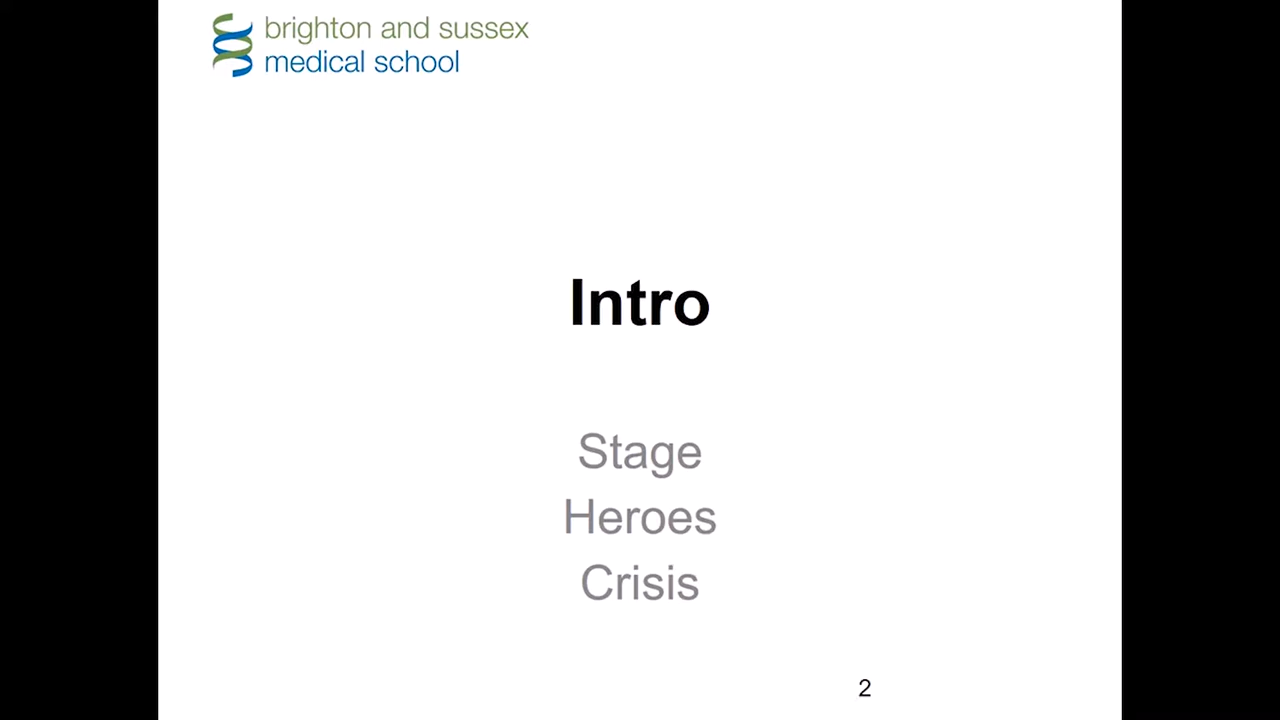 brighton and sussex
medical school
Intro
Stage
Heroes
Crisis
2